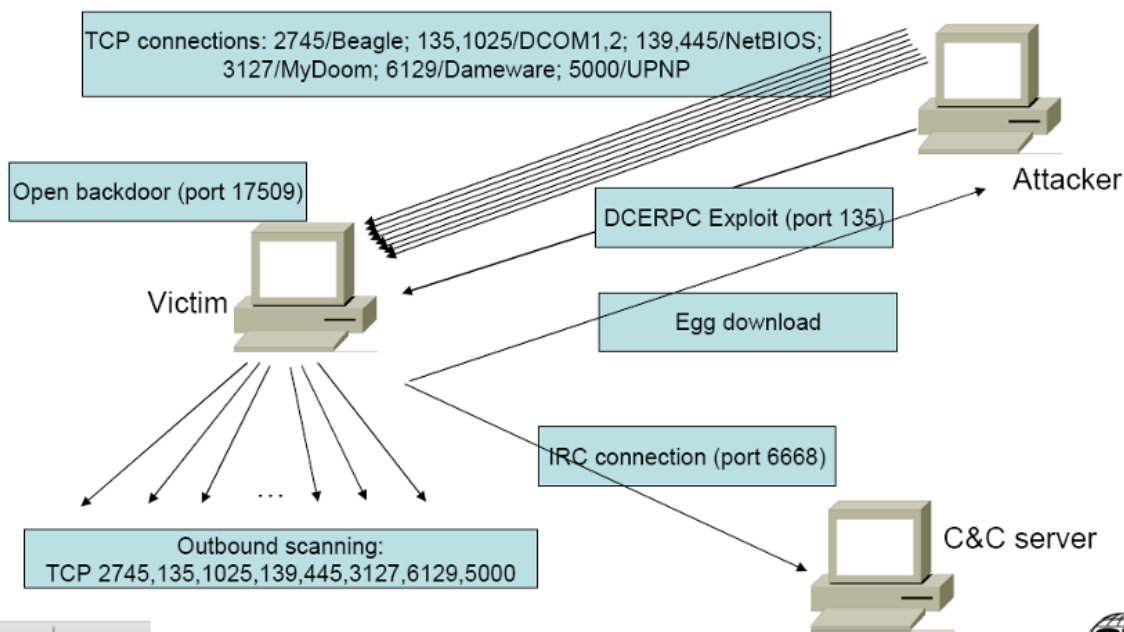 TCP connections: 2745/Beagle; 135,1025/DCOM1,2; 139,445/NetBIOS;
3127/MyDoom; 6129/Dameware; 5000/UPNP
Attacker
Open backdoor (port 17509)
DCERPC Exploit (port 135)
Victim
Egg download
IRC connection (port 6668)
...
C&C server
Outbound scanning:
TCP 2745,135,1025,139,445,3127,6129,5000